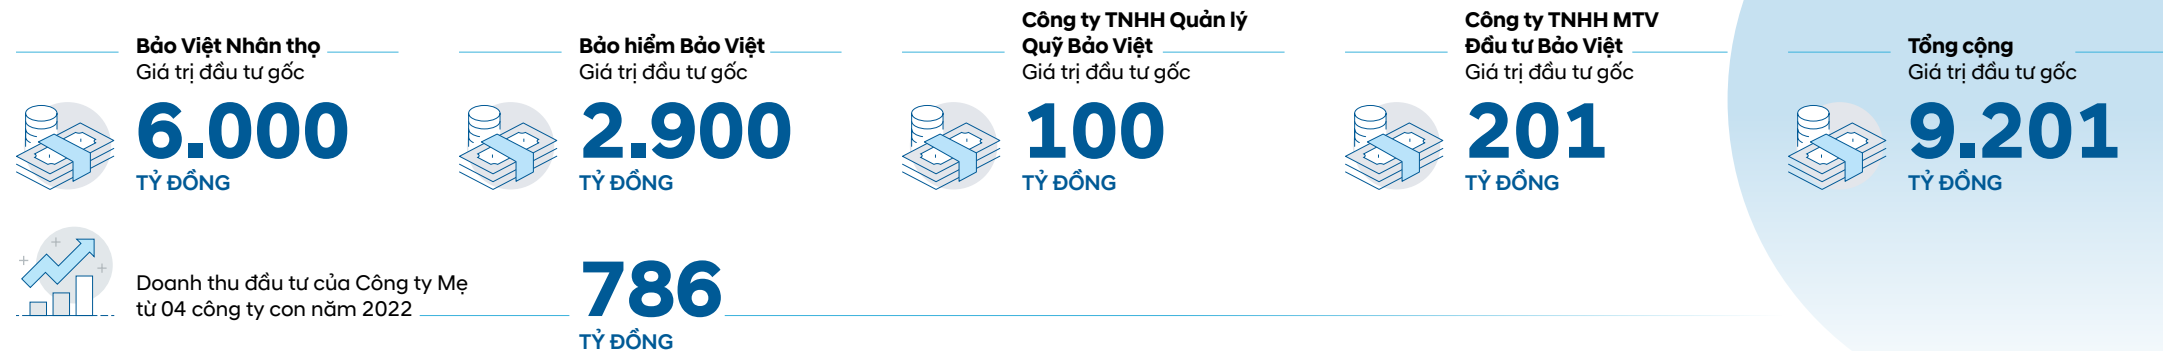 Bảo Việt Nhân thọ
Giá trị đầu tư gốc
6.000
TỶ ĐỒNG
Bảo hiểm Bảo Việt
Giá trị đầu tư gốc
2.900
TỶ ĐỒNG
Công ty TNHH Quản lý
Quỹ Bảo Việt
Giá trị đầu tư gốc
100
TỶ ĐỒNG
Công ty TNHH MTV
Đầu tư Bảo Việt
Giá trị đầu tư gốc
201
TỶ ĐỒNG
Tổng cộng
Giá trị đầu tư gốc
9.201
TỶ ĐỒNG
Doanh thu đầu tư của Công ty Mẹ
từ 04 công ty con năm 2022
786
TỶ ĐỒNG